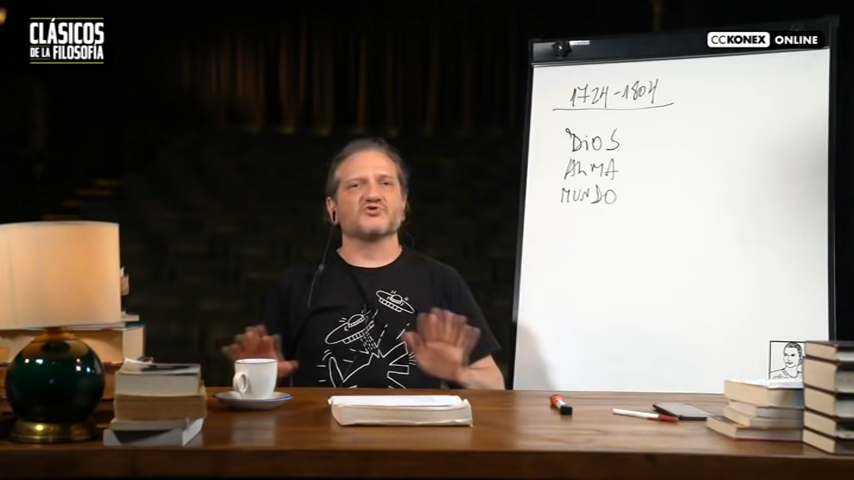 CLÁSICOS
DE LA FILOSOFÍA
CCKONEX ONLINE
1724-1804
DIOS
ALMA
MUNDO